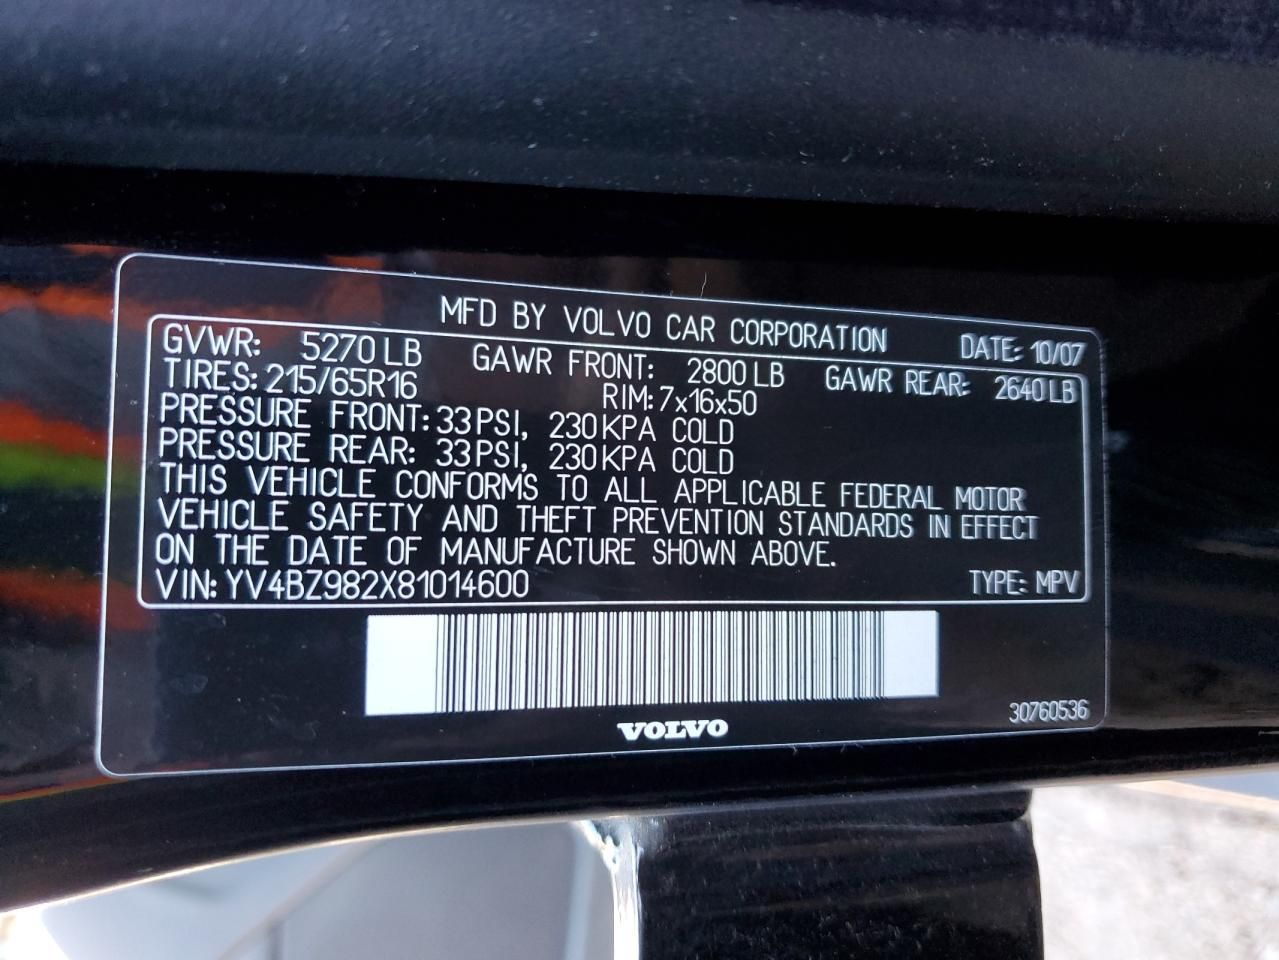 MFD BY VOLVO CAR CORPORATION DATE: 10/07
GVWR: 5270 LB GAWR FRONT: 2800 LB GAWR REAR: 2640 LB
TIRES: 215/65R16 RIM: 7x16x50
PRESSURE FRONT: 33 PSI, 230 KPA COLD
PRESSURE REAR: 33 PSI, 230 KPA COLD
THIS VEHICLE CONFORMS TO ALL APPLICABLE FEDERAL MOTOR
VEHICLE SAFETY AND THEFT PREVENTION STANDARDS IN EFFECT
ON THE DATE OF MANUFACTURE SHOWN ABOVE.
VIN: YV4BZ982X81014600 TYPE: MPV
VOLVO
30760536